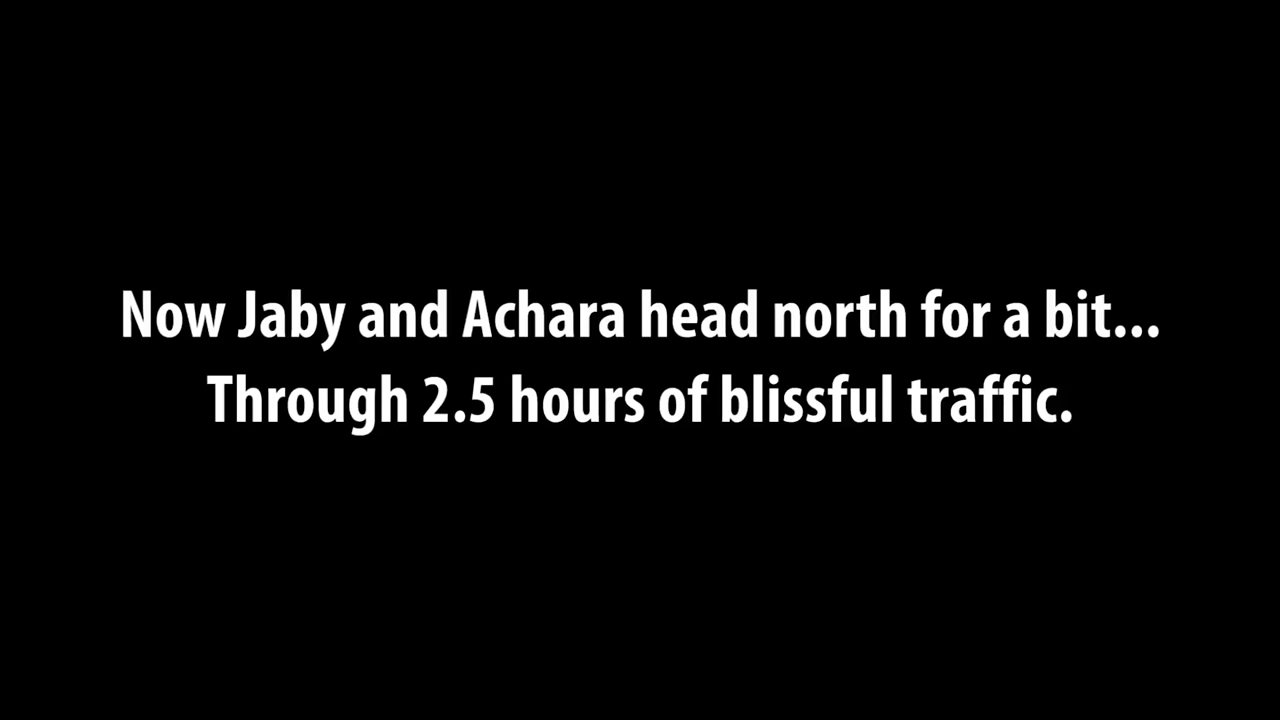 Now Jaby and Achara head north for a bit...
Through 2.5 hours of blissful traffic.